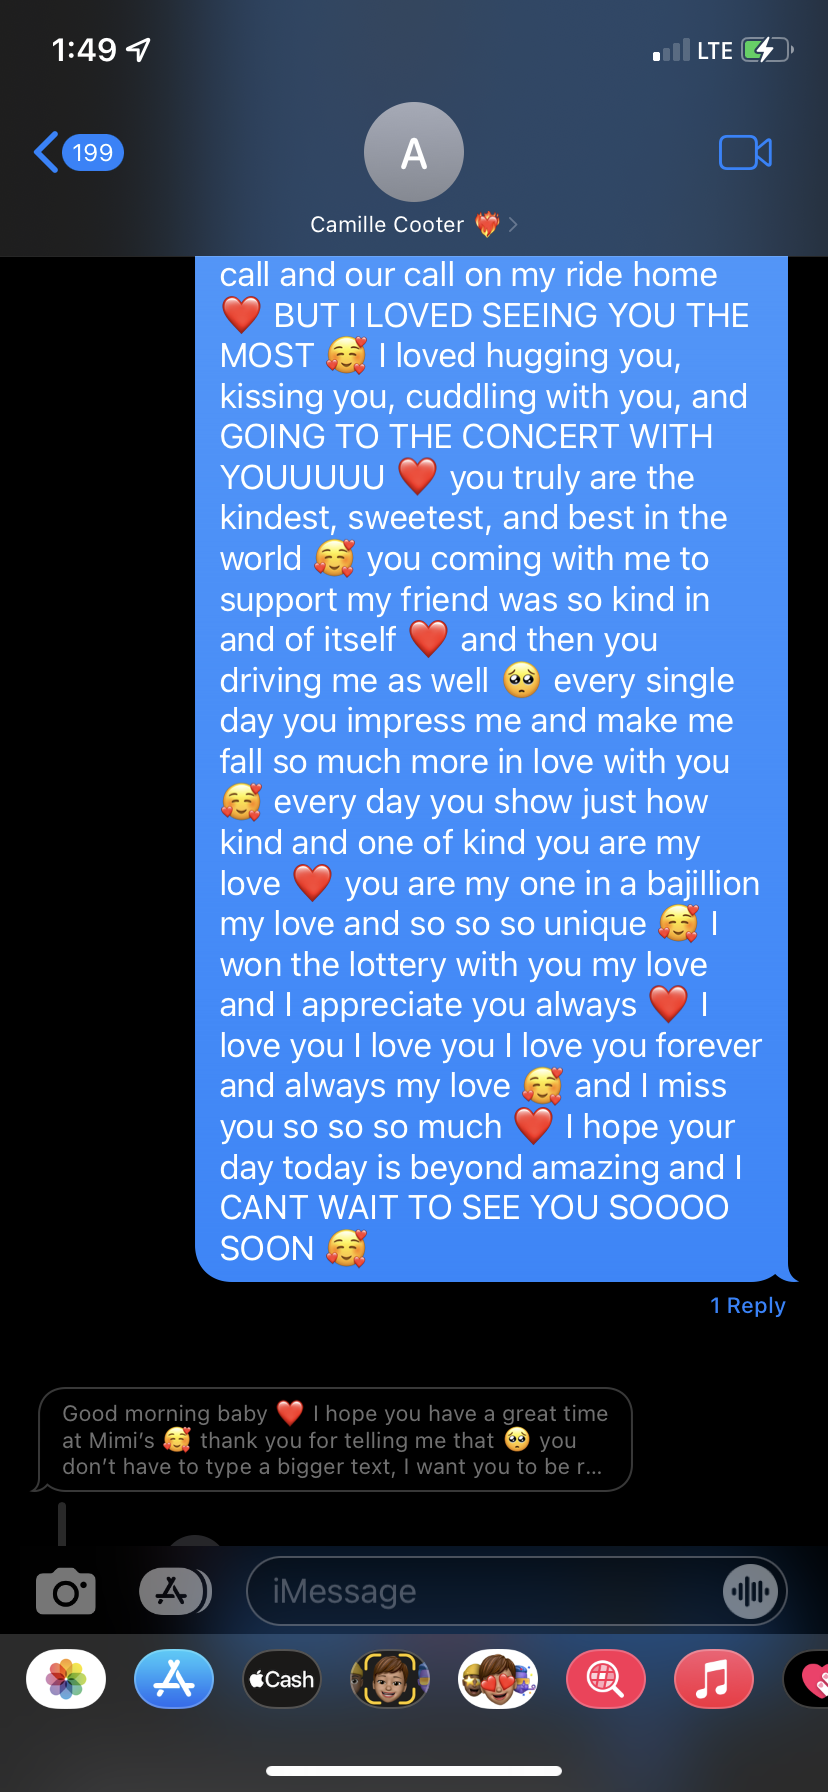 1:49
LTE
199
A
Camille Cooter ❤️‍🔥
call and our call on my ride home
❤️ BUT I LOVED SEEING YOU THE
MOST 🥰 I loved hugging you,
kissing you, cuddling with you, and
GOING TO THE CONCERT WITH
YOUUUUU ❤️ you truly are the
kindest, sweetest, and best in the
world 🥰 you coming with me to
support my friend was so kind in
and of itself ❤️ and then you
driving me as well 🥺 every single
day you impress me and make me
fall so much more in love with you
🥰 every day you show just how
kind and one of kind you are my
love ❤️ you are my one in a bajillion
my love and so so so unique 🥰 I
won the lottery with you my love
and I appreciate you always ❤️ I
love you I love you I love you forever
and always my love 🥰 and I miss
you so so so much ❤️ I hope your
day today is beyond amazing and I
CANT WAIT TO SEE YOU SOOOO
SOON 🥰
1 Reply
Good morning baby ❤️ I hope you have a great time
at Mimi's 🥰 thank you for telling me that 🥺 you
don't have to type a bigger text, I want you to be r...
iMessage
Cash